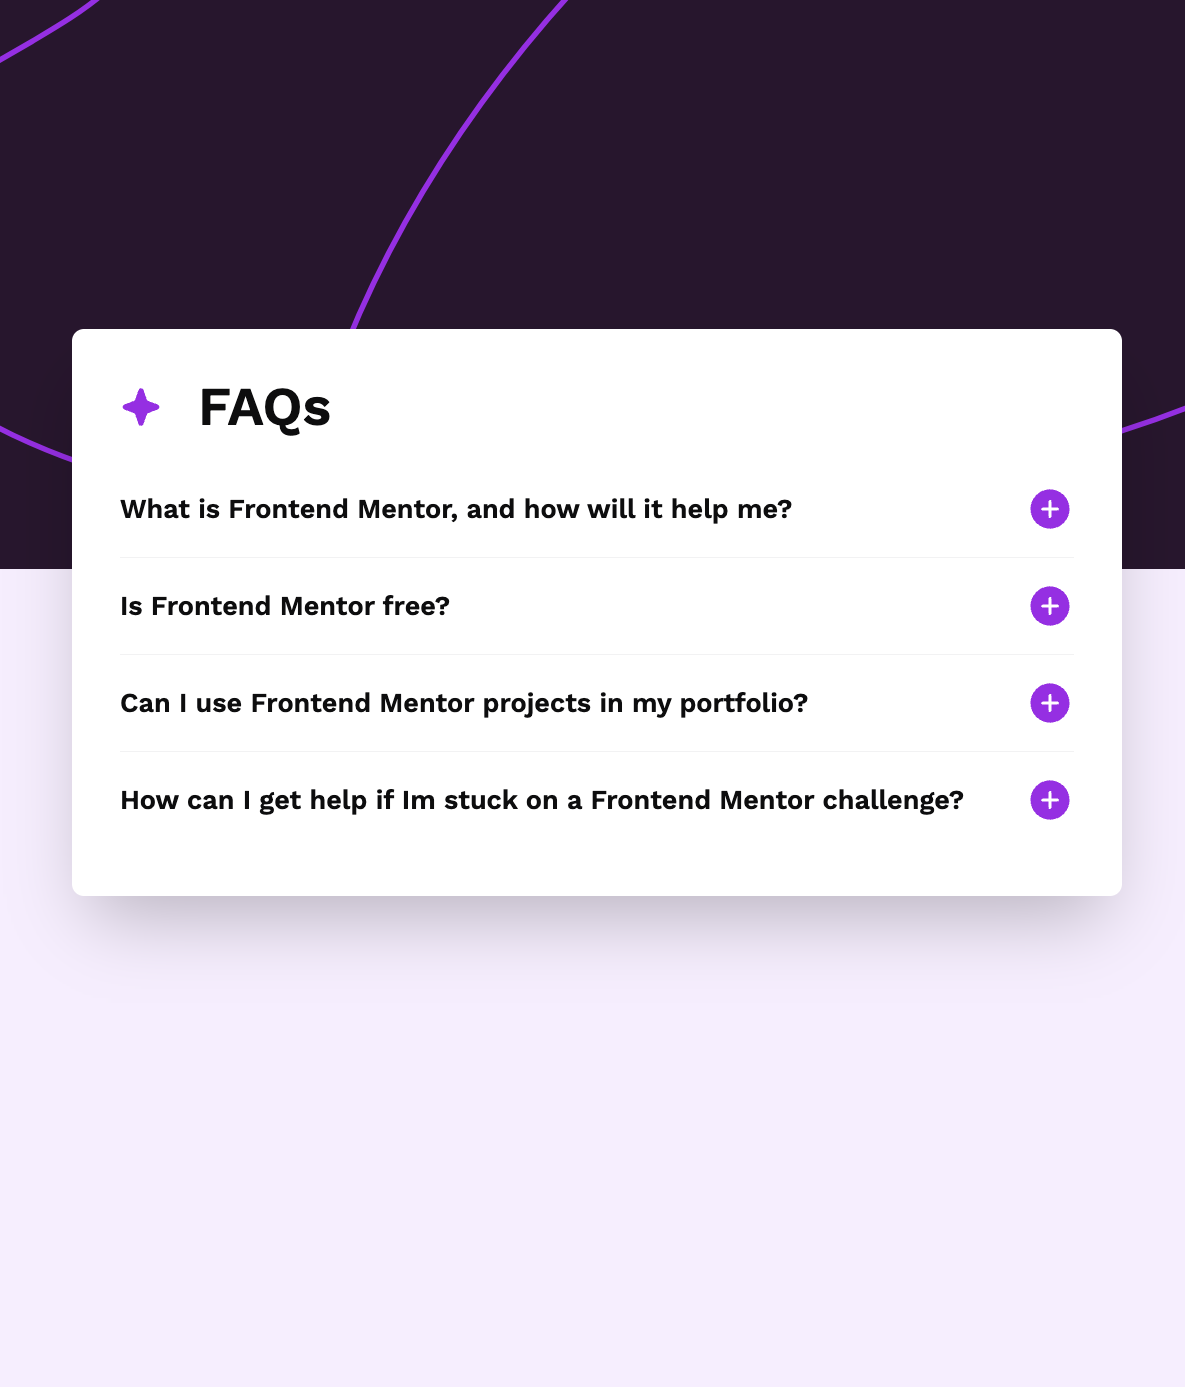 FAQs
What is Frontend Mentor, and how will it help me?
Is Frontend Mentor free?
Can I use Frontend Mentor projects in my portfolio?
How can I get help if Im stuck on a Frontend Mentor challenge?